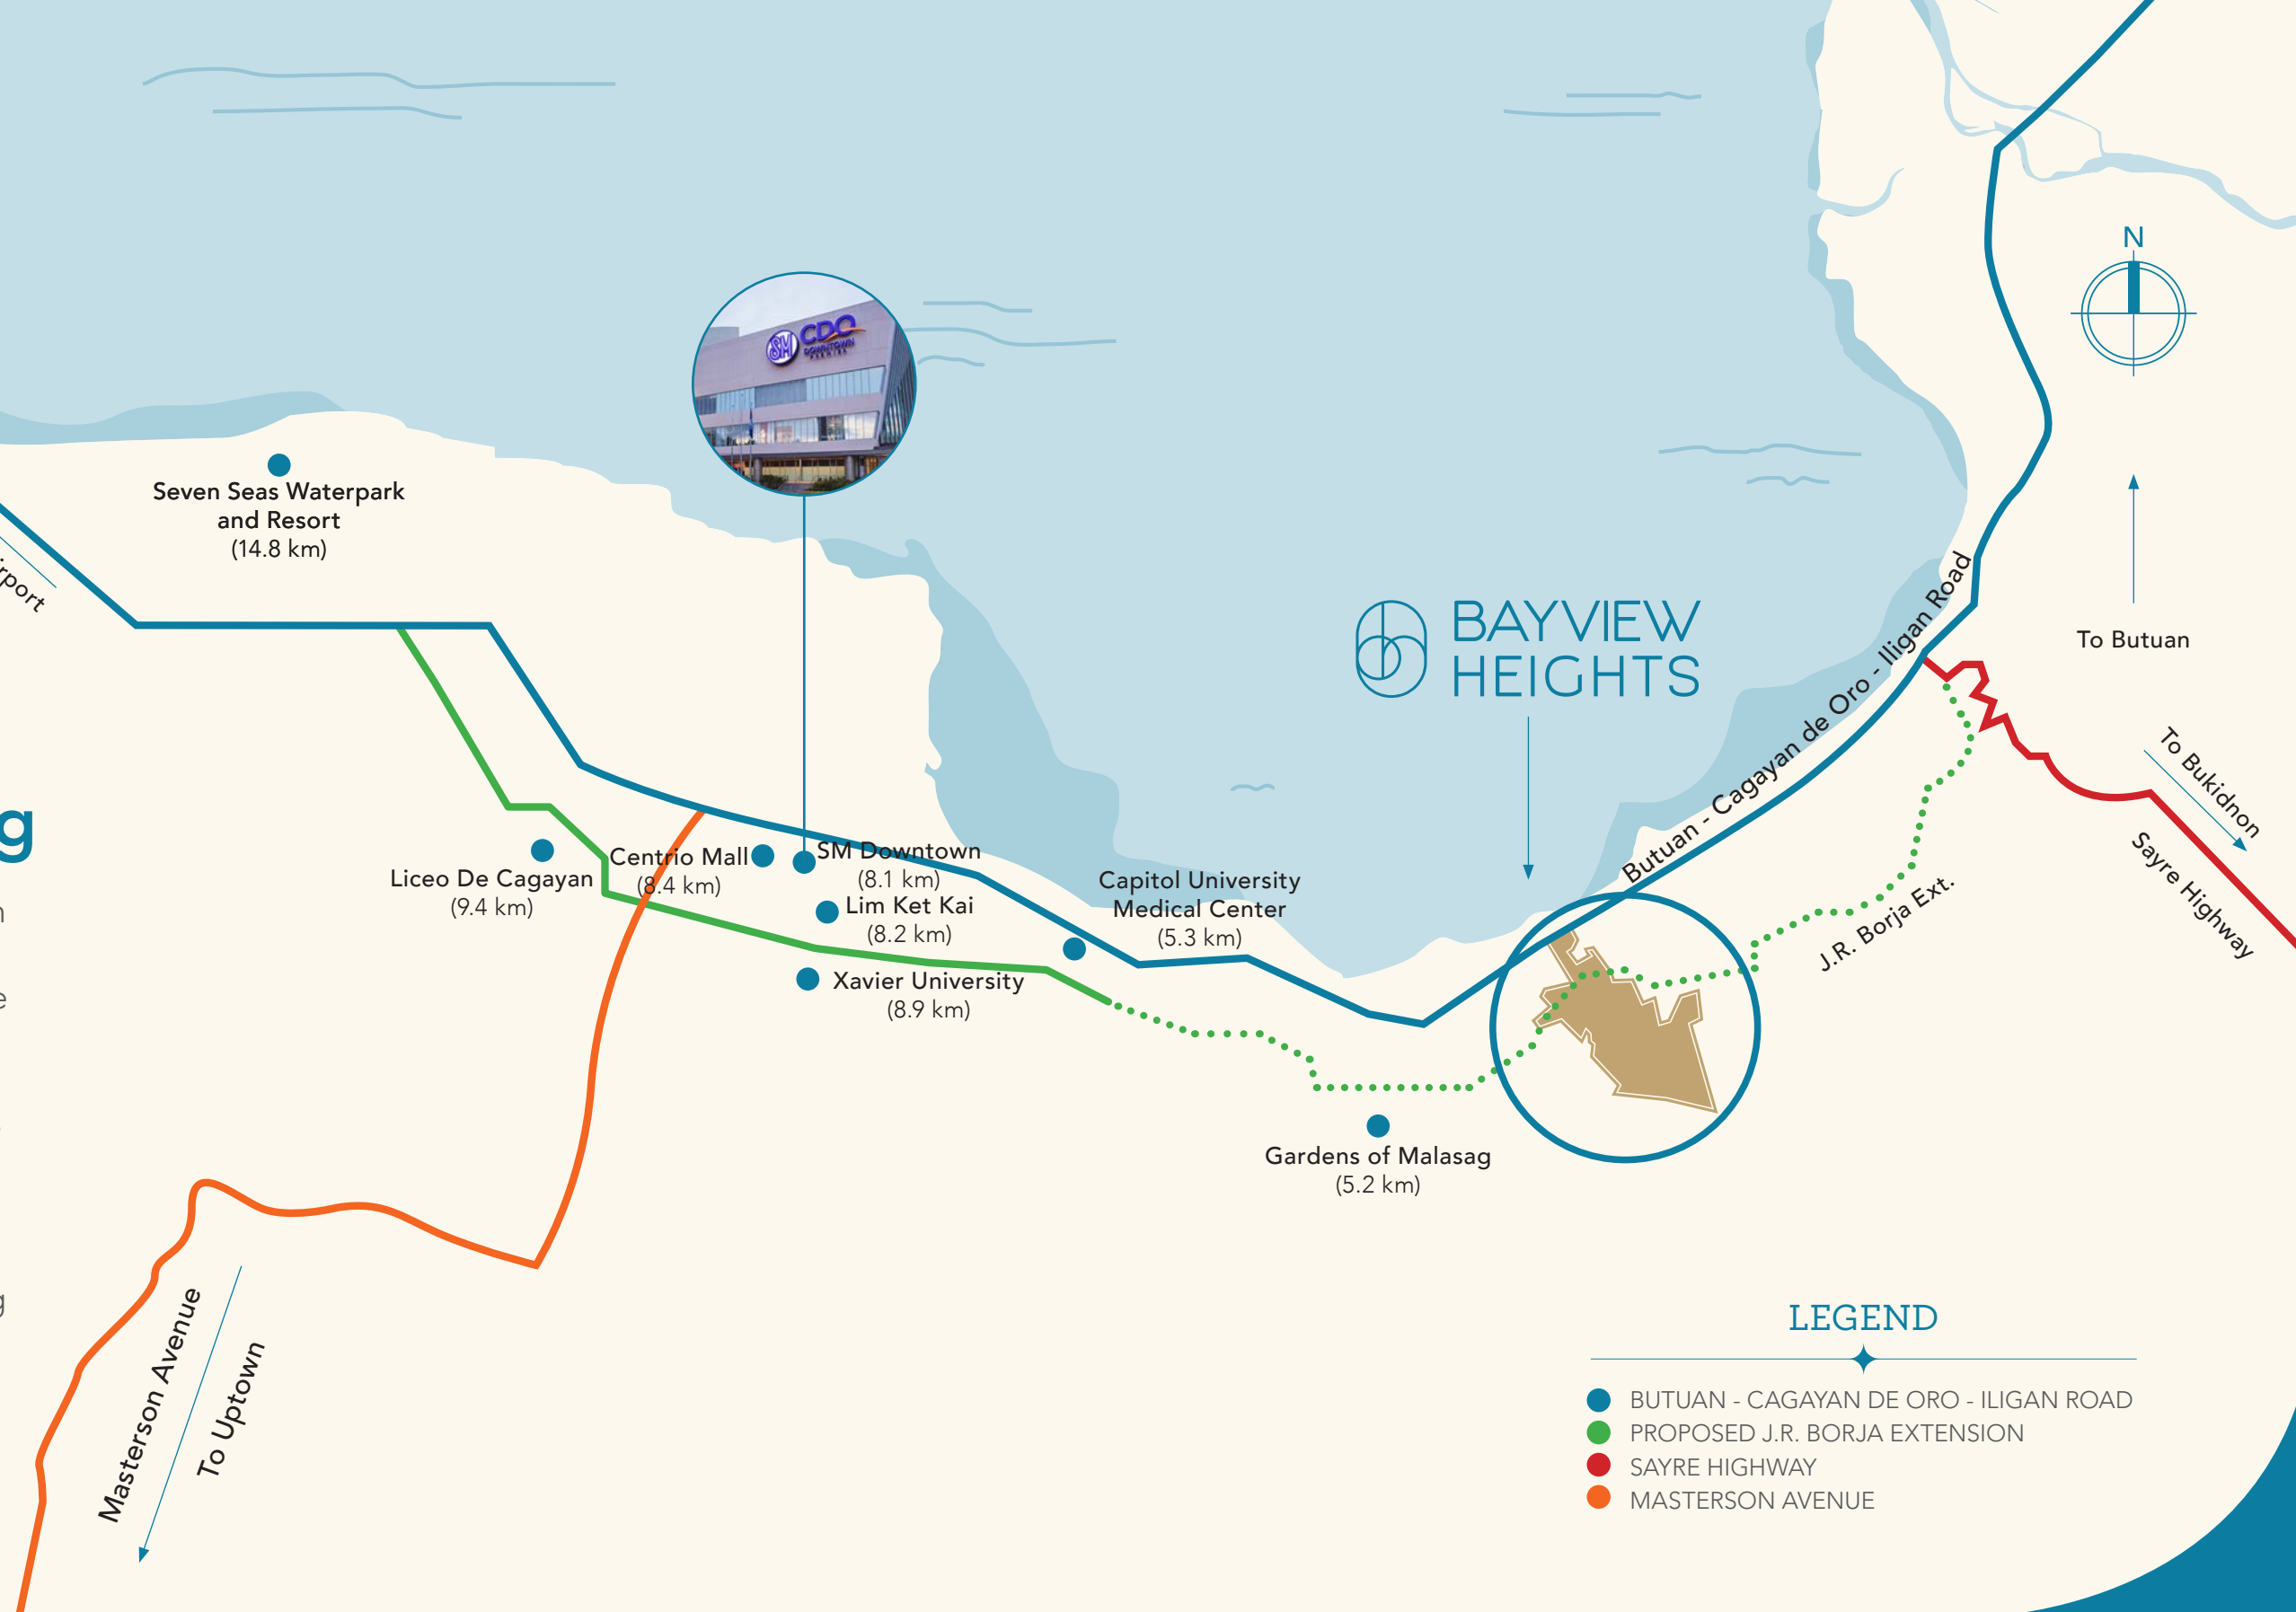 N
SM CDO
DOWNTOWN
PREMIER
Seven Seas Waterpark
and Resort
(14.8 km)
BAYVIEW
HEIGHTS
Butuan - Cagayan de Oro - Iligan Road
To Butuan
To Bukidnon
Sayre Highway
J.R. Borja Ext.
g
Liceo De Cagayan
(9.4 km)
Centrio Mall
(8.4 km)
SM Downtown
(8.1 km)
Lim Ket Kai
(8.2 km)
Capitol University
Medical Center
(5.3 km)
Xavier University
(8.9 km)
e
Gardens of Malasag
(5.2 km)
g
Masterson Avenue
To Uptown
LEGEND
BUTUAN - CAGAYAN DE ORO - ILIGAN ROAD
PROPOSED J.R. BORJA EXTENSION
SAYRE HIGHWAY
MASTERSON AVENUE